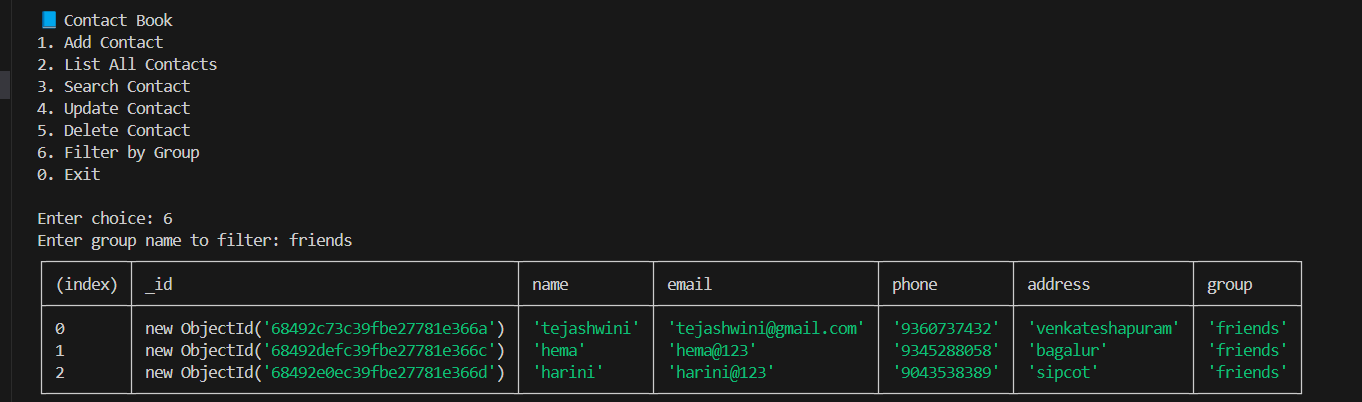 📘 Contact Book
1. Add Contact
2. List All Contacts
3. Search Contact
4. Update Contact
5. Delete Contact
6. Filter by Group
0. Exit
Enter choice: 6
Enter group name to filter: friends
(index) _id name email phone address group
0 new ObjectId('68492c73c39fbe27781e366a') 'tejashwini' 'tejashwini@gmail.com' '9360737432' 'venkateshapuram' 'friends'
1 new ObjectId('68492defc39fbe27781e366c') 'hema' 'hema@123' '9345288058' 'bagalur' 'friends'
2 new ObjectId('68492e0ec39fbe27781e366d') 'harini' 'harini@123' '9043538389' 'sipcot' 'friends'